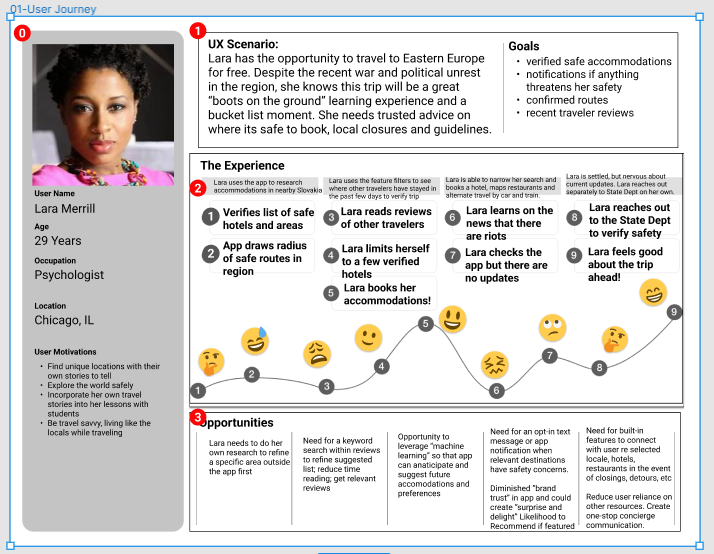 01-User Journey
0
User Name
Lara Merrill
Age
29 Years
Occupation
Psychologist
Location
Chicago, IL
User Motivations
• Find unique locations with their
own stories to tell
• Explore the world safely
• Incorporate her own travel
stories into her lessons with
students
• Be travel savvy, living like the
locals while traveling
1
UX Scenario:
Lara has the opportunity to travel to Eastern Europe
for free. Despite the recent war and political unrest
in the region, she knows this trip will be a great
"boots on the ground" learning experience and a
bucket list moment. She needs trusted advice on
where its safe to book, local closures and guidelines.
Goals
• verified safe accommodations
• notifications if anything
threatens her safety
• confirmed routes
• recent traveler reviews
The Experience
2
Lara uses the app to research
accommodations in nearby Slovakia
1 Verifies list of safe
hotels and areas
2 App draws radius
of safe routes in
region
Lara uses the feature filters to see
where other travelers have stayed in
the past few days to verify trip
3 Lara reads reviews
of other travelers
4 Lara limits herself
to a few verified
hotels
5 Lara books her
accommodations!
Lara is able to narrow her search and
books a hotel, maps restaurants and
alternate travel by car and train.
6 Lara learns on the
news that there
are riots
7 Lara checks the
app but there are
no updates
Lara is settled, but nervous about
current updates. Lara reaches out
separately to State Dept on her own.
8 Lara reaches out
to the State Dept
to verify safety
9 Lara feels good
about the trip
ahead!
1
2
3
4
5
6
7
8
9
3
Opportunities
Lara needs to do her
own research to refine
a specific area outside
the app first
Need for a keyword
search within reviews
to refine suggested
list; reduce time
reading; get relevant
reviews
Opportunity to
leverage "machine
learning" so that app
can anaticipate and
suggest future
accomodations and
preferences
Need for an opt-in text
message or app
notification when
relevant destinations
have safety concerns.
Diminished "brand
trust" in app and could
create "surprise and
delight" Likelihood to
Recommend if featured
Need for built-in
features to connect
with user re selected
locale, hotels,
restaurants in the event
of closings, detours, etc
Reduce user reliance on
other resources. Create
one-stop concierge
communication.